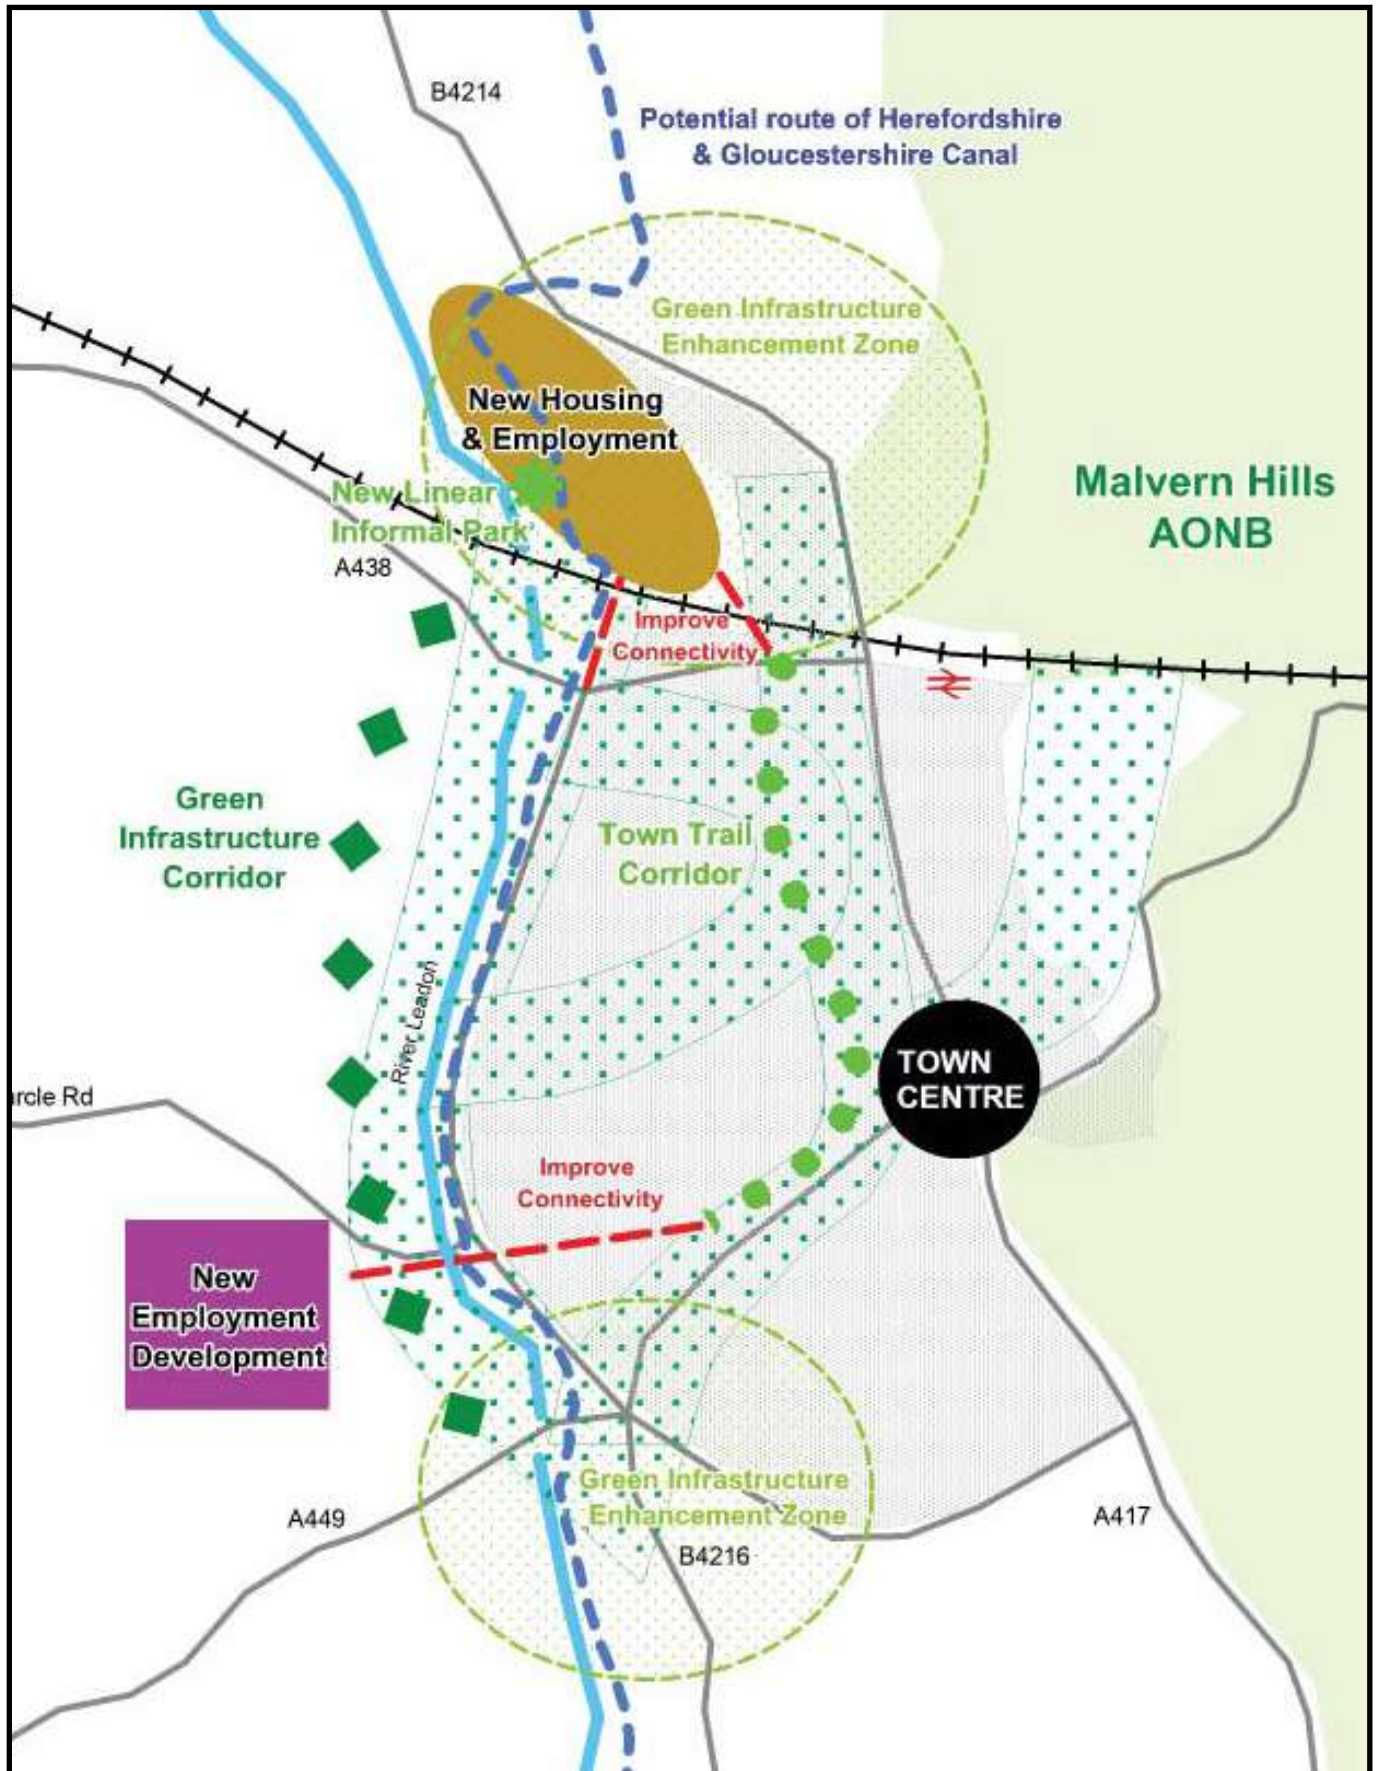 B4214
Potential route of Herefordshire
& Gloucestershire Canal
Green Infrastructure
Enhancement Zone
New Housing
& Employment
Malvern Hills
AONB
New Linear
Informal Park
A438
Improve
Connectivity
Green
Infrastructure
Corridor
Town Trail
Corridor
River Leadon
TOWN
CENTRE
rcle Rd
Improve
Connectivity
New
Employment
Development
Green Infrastructure
Enhancement Zone
A449
A417
B4216